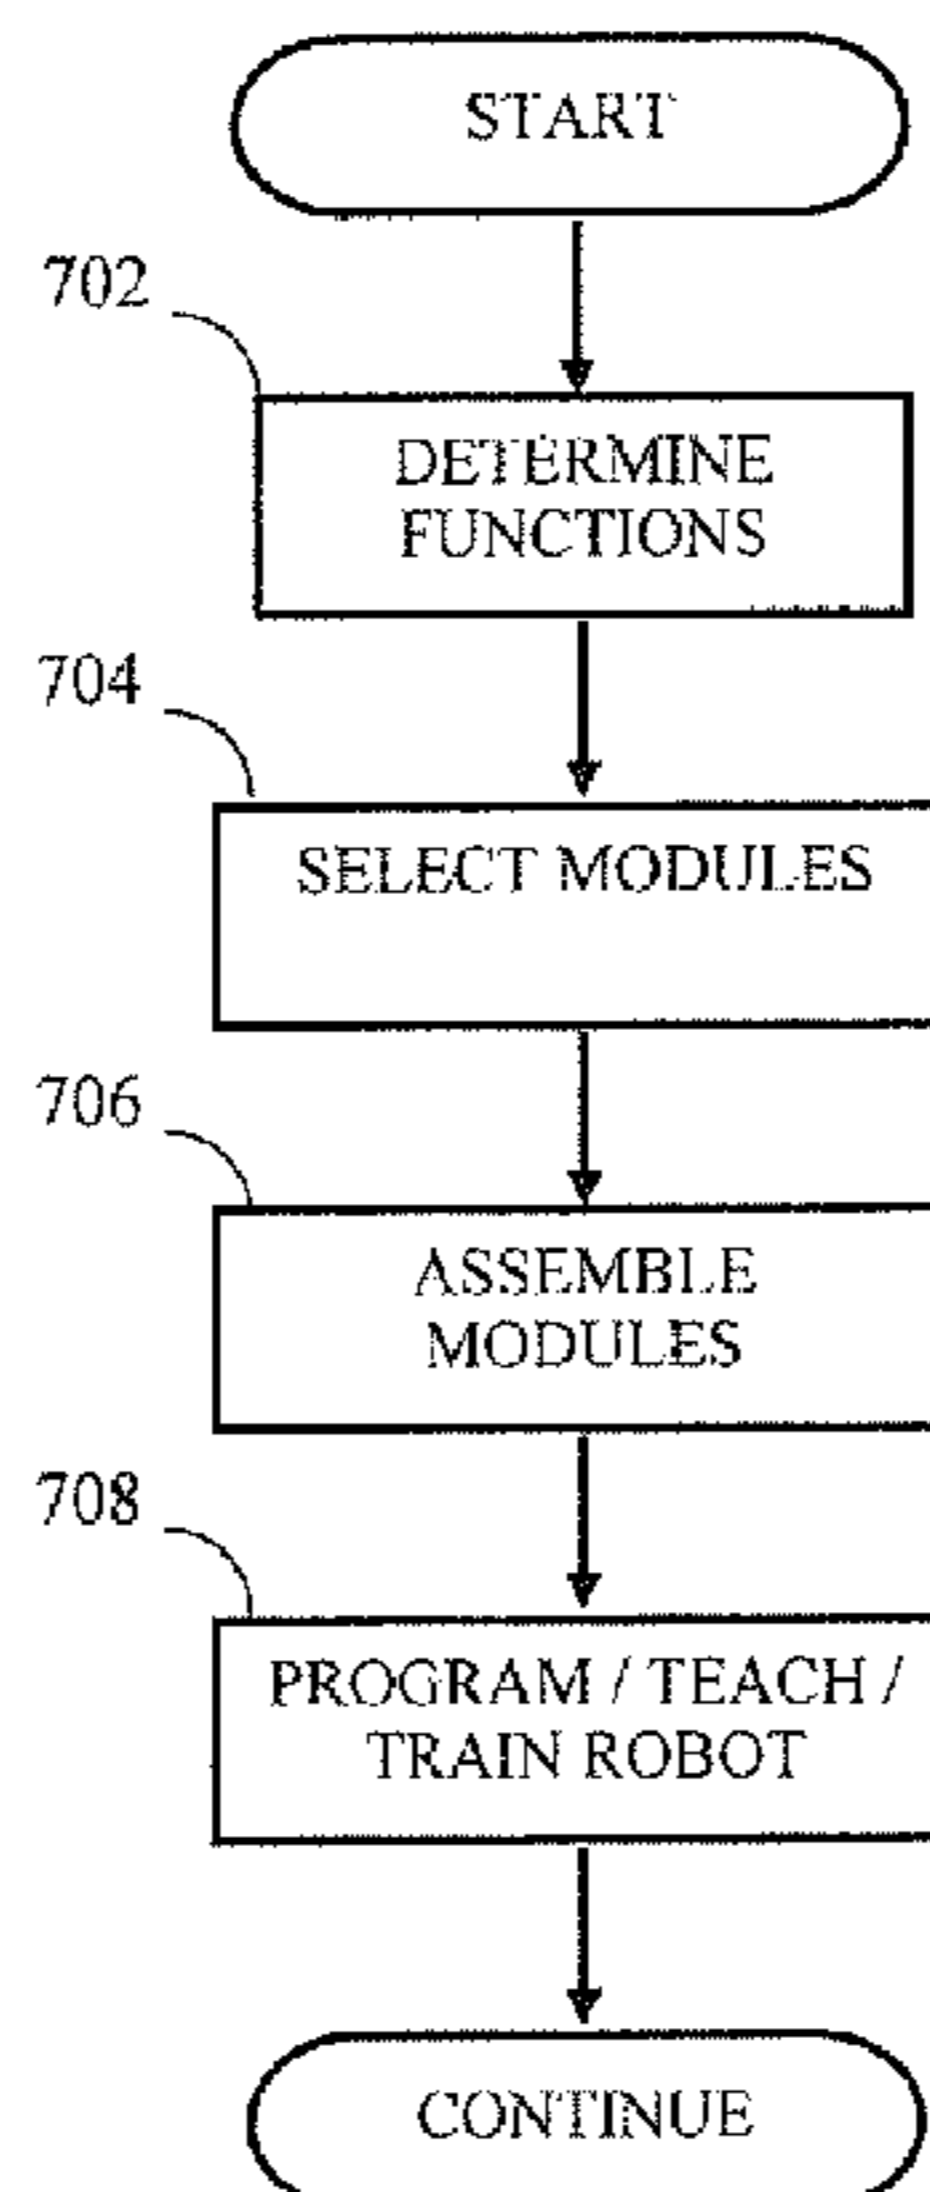 START
702
DETERMINE
FUNCTIONS
704
SELECT MODULES
706
ASSEMBLE
MODULES
708
PROGRAM / TEACH /
TRAIN ROBOT
CONTINUE